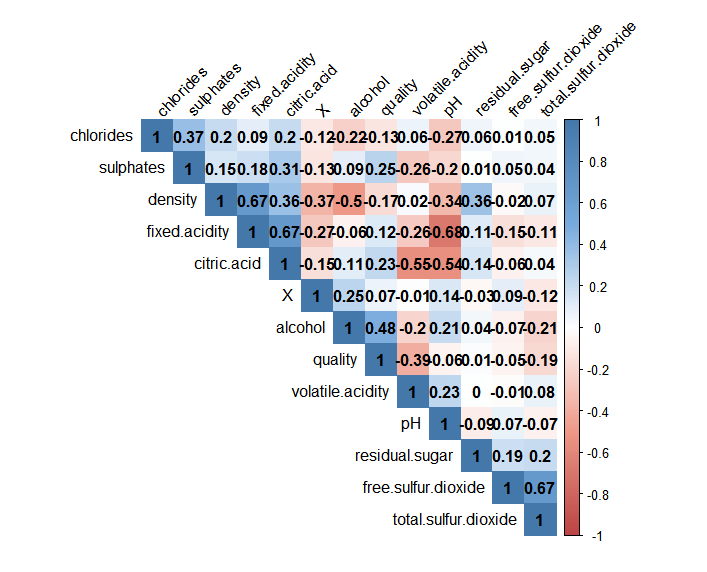 chlorides sulphates density fixed.acidity citric.acid X alcohol quality volatile.acidity pH residual.sugar free.sulfur.dioxide total.sulfur.dioxide
chlorides 1 0.37 0.2 0.09 0.2 -0.12 -0.22 -0.13 0.06 -0.27 0.06 0.01 0.05
sulphates 1 0.15 0.18 0.31 -0.13 0.09 0.25 -0.26 -0.2 0.01 0.05 0.04
density 1 0.67 0.36 -0.37 -0.5 -0.17 0.02 -0.34 0.36 -0.02 0.07
fixed.acidity 1 0.67 -0.27 -0.06 0.12 -0.26 -0.68 0.11 -0.15 -0.11
citric.acid 1 -0.15 0.11 0.23 -0.55 -0.54 0.14 -0.06 0.04
X 1 0.25 0.07 -0.01 0.14 -0.03 0.09 -0.12
alcohol 1 0.48 -0.2 0.21 0.04 -0.07 -0.21
quality 1 -0.39 -0.06 0.01 -0.05 -0.19
volatile.acidity 1 0.23 0 -0.01 0.08
pH 1 -0.09 0.07 -0.07
residual.sugar 1 0.19 0.2
free.sulfur.dioxide 1 0.67
total.sulfur.dioxide 1
1
0.8
0.6
0.4
0.2
0
-0.2
-0.4
-0.6
-0.8
-1